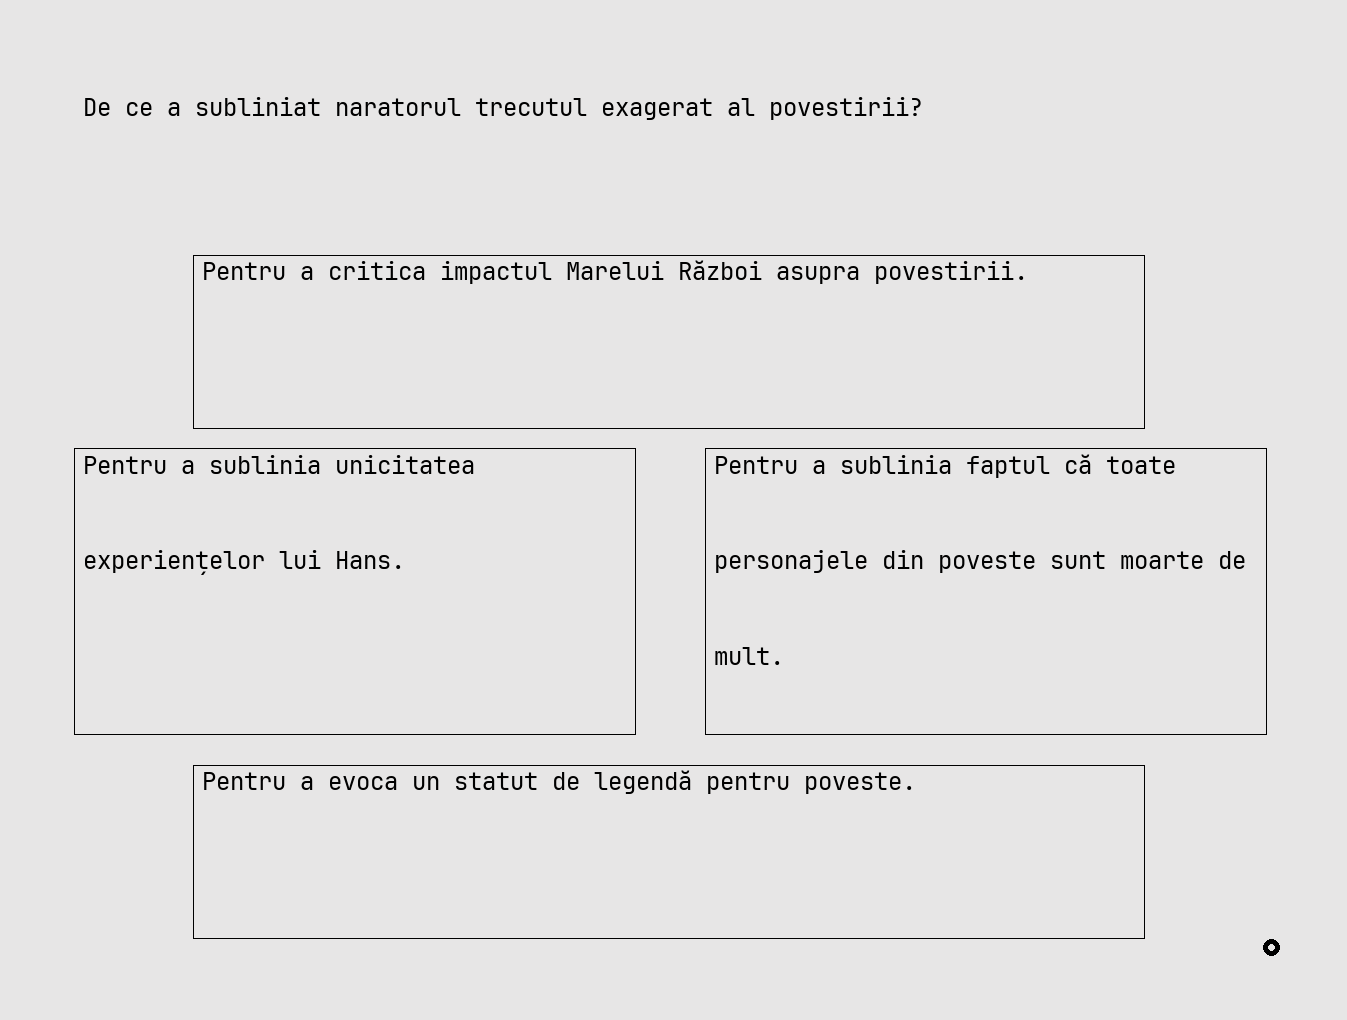 De ce a subliniat naratorul trecutul exagerat al povestirii?
Pentru a critica impactul Marelui Război asupra povestirii.
Pentru a sublinia unicitatea
experiențelor lui Hans.
Pentru a sublinia faptul că toate
personajele din poveste sunt moarte de
mult.
Pentru a evoca un statut de legendă pentru poveste.